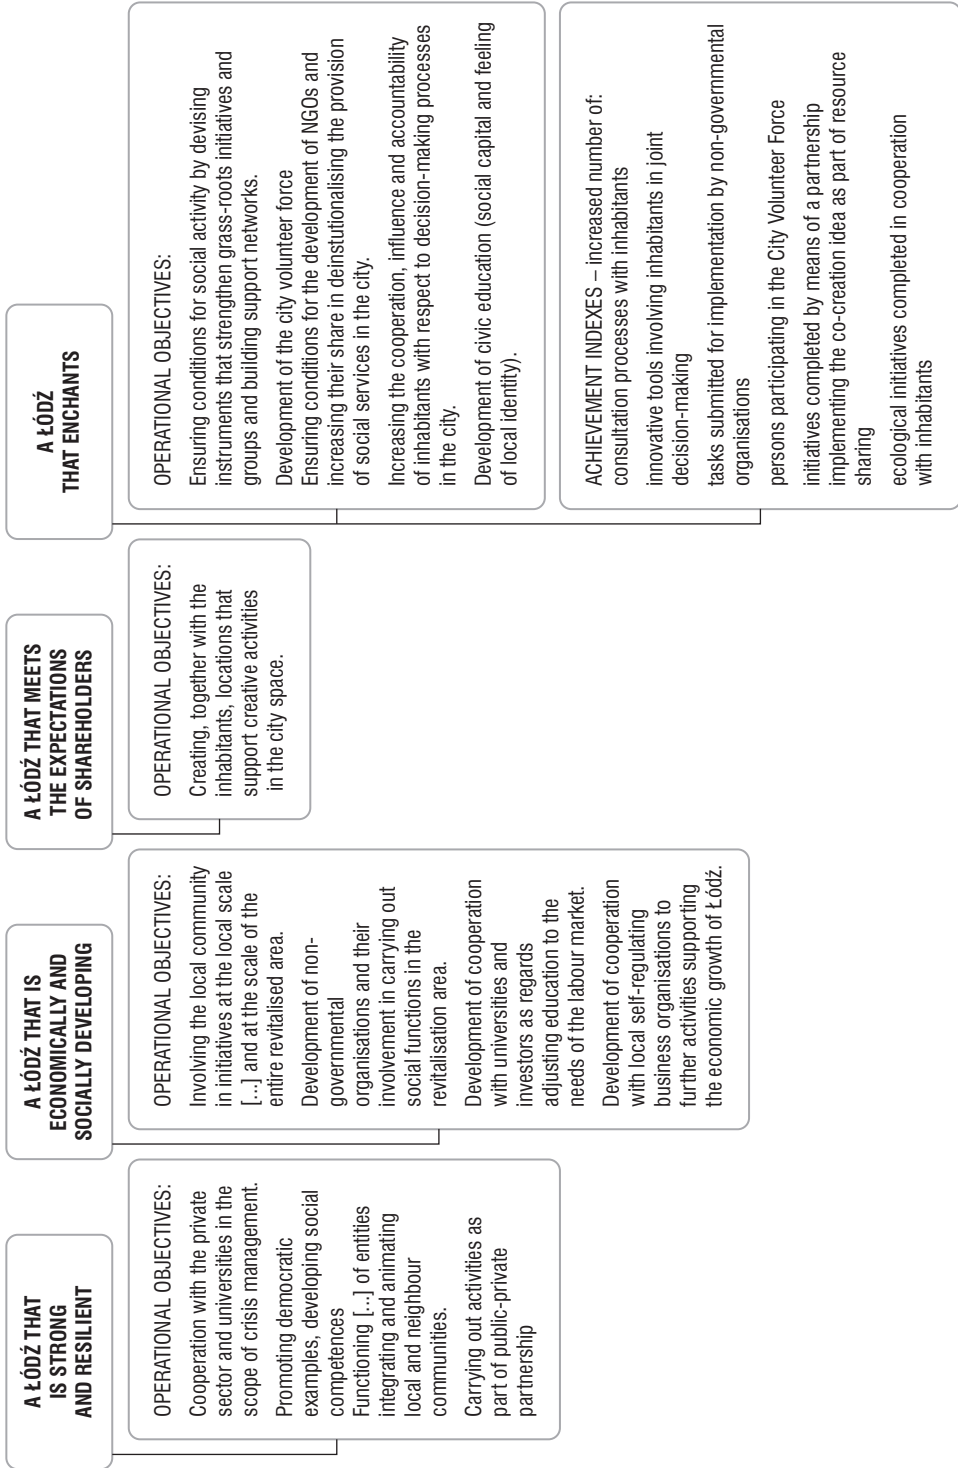 A ŁÓDŹ THAT
IS STRONG
AND RESILIENT
OPERATIONAL OBJECTIVES:
Cooperation with the private
sector and universities in the
scope of crisis management.
Promoting democratic
examples, developing social
competences
Functioning [...] of entities
integrating and animating
local and neighbour
communities.
Carrying out activities as
part of public-private
partnership
A ŁÓDŹ THAT IS
ECONOMICALLY AND
SOCIALLY DEVELOPING
OPERATIONAL OBJECTIVES:
Involving the local community
in initiatives at the local scale
[...] and at the scale of the
entire revitalised area.
Development of non-
governmental
organisations and their
involvement in carrying out
social functions in the
revitalisation area.
Development of cooperation
with universities and
investors as regards
adjusting education to the
needs of the labour market.
Development of cooperation
with local self-regulating
business organisations to
further activities supporting
the economic growth of Łódź.
A ŁÓDŹ THAT MEETS
THE EXPECTATIONS
OF SHAREHOLDERS
OPERATIONAL OBJECTIVES:
Creating, together with the
inhabitants, locations that
support creative activities
in the city space.
A ŁÓDŹ
THAT ENCHANTS
OPERATIONAL OBJECTIVES:
Ensuring conditions for social activity by devising
instruments that strengthen grass-roots initiatives and
groups and building support networks.
Development of the city volunteer force
Ensuring conditions for the development of NGOs and
increasing their share in deinstutionalising the provision
of social services in the city.
Increasing the cooperation, influence and accountability
of inhabitants with respect to decision-making processes
in the city.
Development of civic education (social capital and feeling
of local identity).
ACHIEVEMENT INDEXES – increased number of:
consultation processes with inhabitants
innovative tools involving inhabitants in joint
decision-making
tasks submitted for implementation by non-governmental
organisations
persons participating in the City Volunteer Force
initiatives completed by means of a partnership
implementing the co-creation idea as part of resource
sharing
ecological initiatives completed in cooperation
with inhabitants